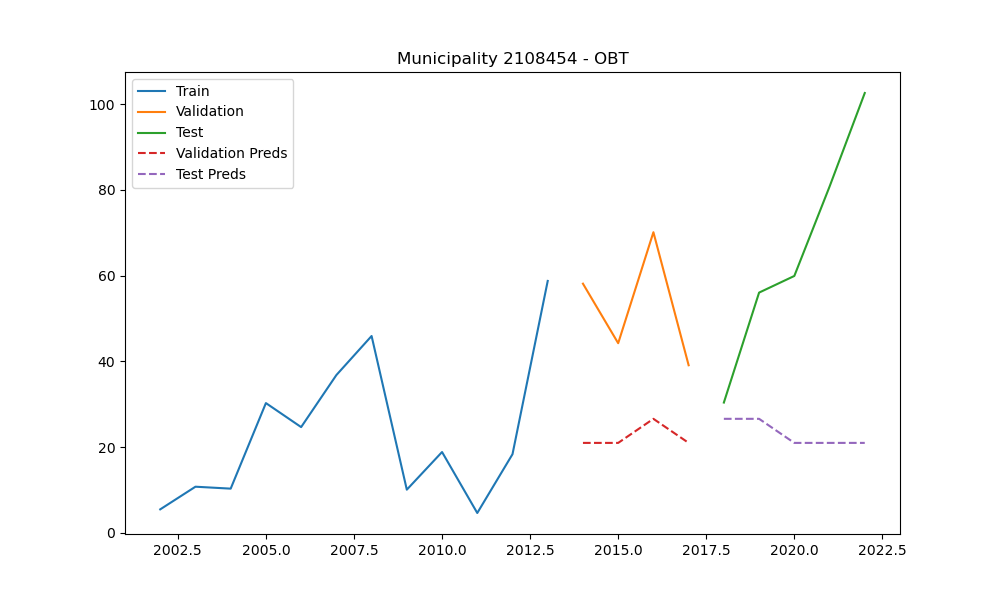 Municipality 2108454 - OBT
Train
Validation
Test
Validation Preds
Test Preds
100
80
60
40
20
0
2002.5 2005.0 2007.5 2010.0 2012.5 2015.0 2017.5 2020.0 2022.5